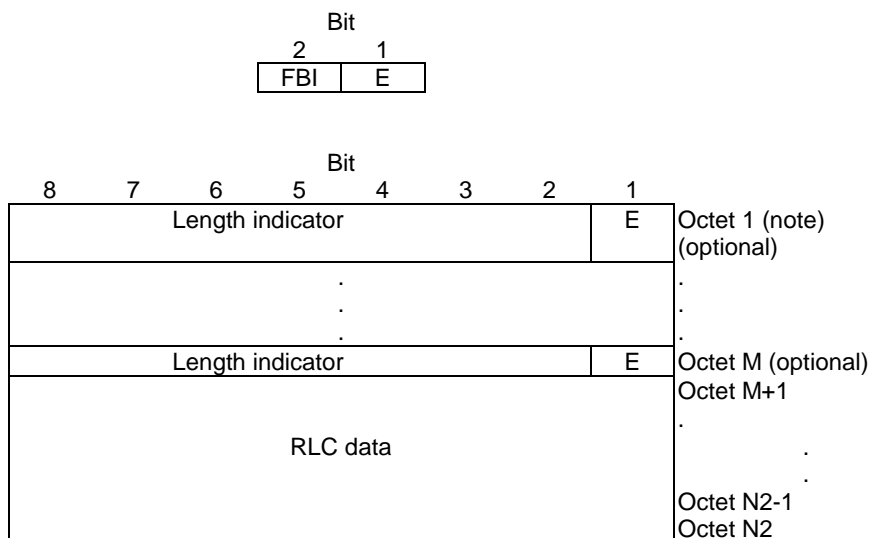 Bit
2 1
FBI E
Bit
8 7 6 5 4 3 2 1
Length indicator E Octet 1 (note)
(optional)
. .
. .
. .
Length indicator E Octet M (optional)
Octet M+1
.
RLC data .
.
Octet N2-1
Octet N2